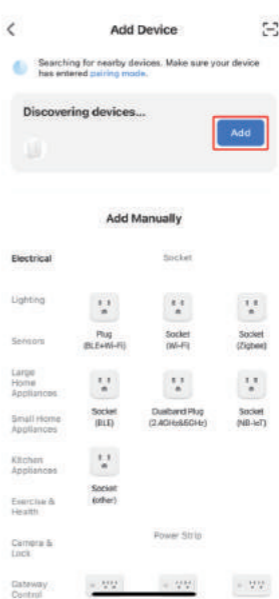 Add Device
Searching for nearby devices. Make sure your device
has entered pairing mode.
Discovering devices...
Add
Add Manually
Electrical
Socket
Lighting
Sensors
Plug
(BLE+Wi-Fi)
Socket
(Wi-Fi)
Socket
(Zigbee)
Large
Home
Appliances
Small Home
Appliances
Socket
(BLE)
Dualband Plug
(2.4GHz&5GHz)
Socket
(NB-IoT)
Kitchen
Appliances
Socket
(other)
Exercise &
Health
Camera &
Lock
Power Strip
Gateway
Control